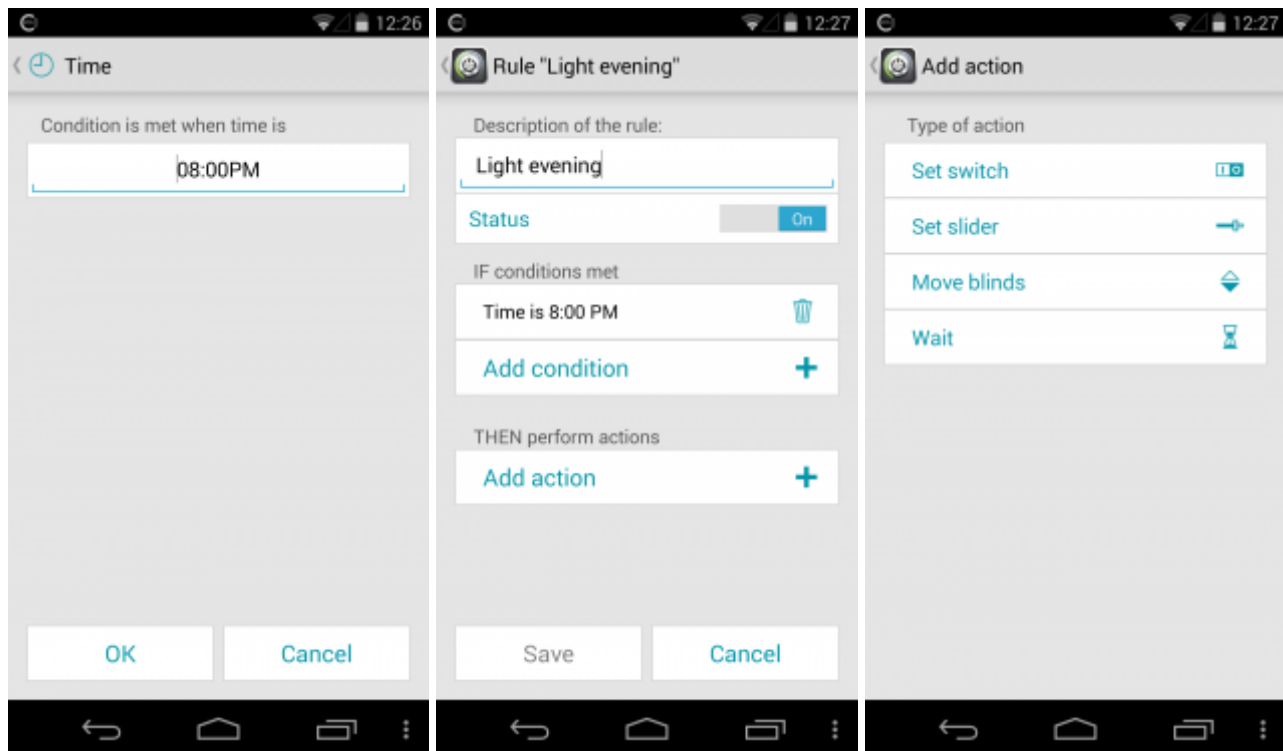 12:26
Time
Condition is met when time is
08:00PM
OK
Cancel
12:27
Rule "Light evening"
Description of the rule:
Light evening
Status
On
IF conditions met
Time is 8:00 PM
Add condition
THEN perform actions
Add action
Save
Cancel
12:27
Add action
Type of action
Set switch
Set slider
Move blinds
Wait